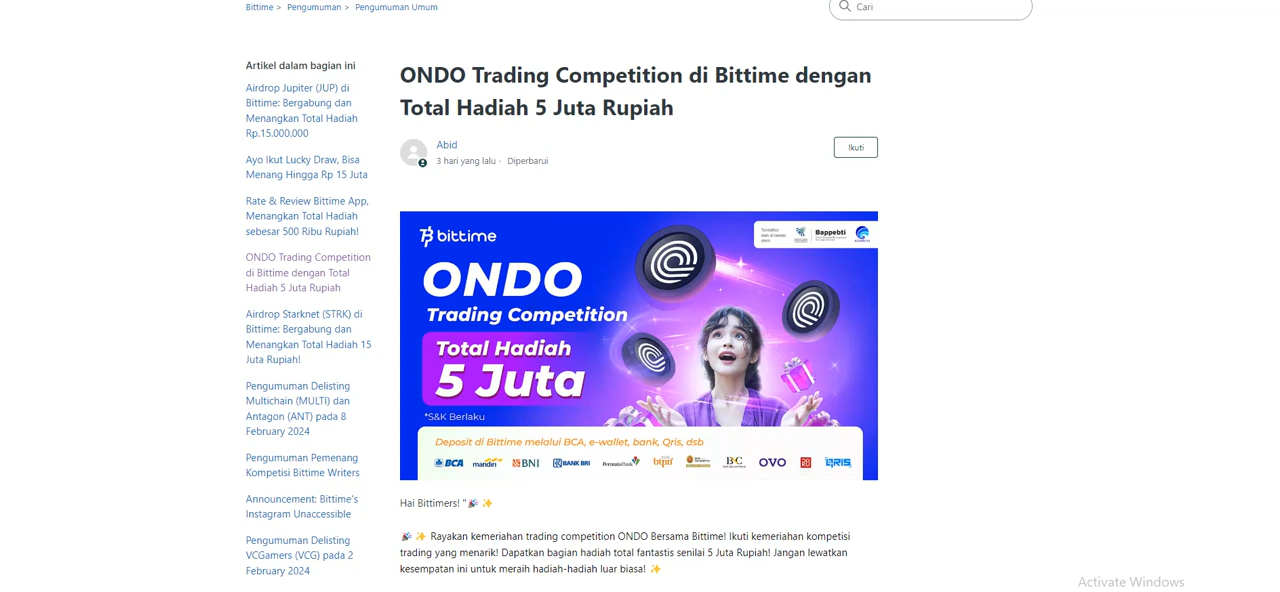 Bittime > Pengumuman > Pengumuman Umum
Cari
Artikel dalam bagian ini
Airdrop Jupiter (JUP) di
Bittime: Bergabung dan
Menangkan Total Hadiah
Rp.15.000.000
Ayo Ikut Lucky Draw, Bisa
Menang Hingga Rp 15 Juta
Rate & Review Bittime App,
Menangkan Total Hadiah
sebesar 500 Ribu Rupiah!
ONDO Trading Competition
di Bittime dengan Total
Hadiah 5 Juta Rupiah
Airdrop Starknet (STRK) di
Bittime: Bergabung dan
Menangkan Total Hadiah 15
Juta Rupiah!
Pengumuman Delisting
Multichain (MULTI) dan
Antagon (ANT) pada 8
February 2024
Pengumuman Pemenang
Kompetisi Bittime Writers
Announcement: Bittime's
Instagram Unaccessible
Pengumuman Delisting
VCGamers (VCG) pada 2
February 2024
ONDO Trading Competition di Bittime dengan
Total Hadiah 5 Juta Rupiah
Abid
3 hari yang lalu · Diperbarui
Ikuti
bittime
Bappebti
ONDO
Trading Competition
Total Hadiah
5 Juta
*S&K Berlaku
Deposit di Bittime melalui BCA, e-wallet, bank, Qris, dsb
BCA mandiri BNI BANK BRI PermataBank btpn OVO QRIS
Hai Bittimers! "🎉 ✨
🎉 ✨ Rayakan kemeriahan trading competition ONDO Bersama Bittime! Ikuti kemeriahan kompetisi
trading yang menarik! Dapatkan bagian hadiah total fantastis senilai 5 Juta Rupiah! Jangan lewatkan
kesempatan ini untuk meraih hadiah-hadiah luar biasa! ✨
Activate Windows